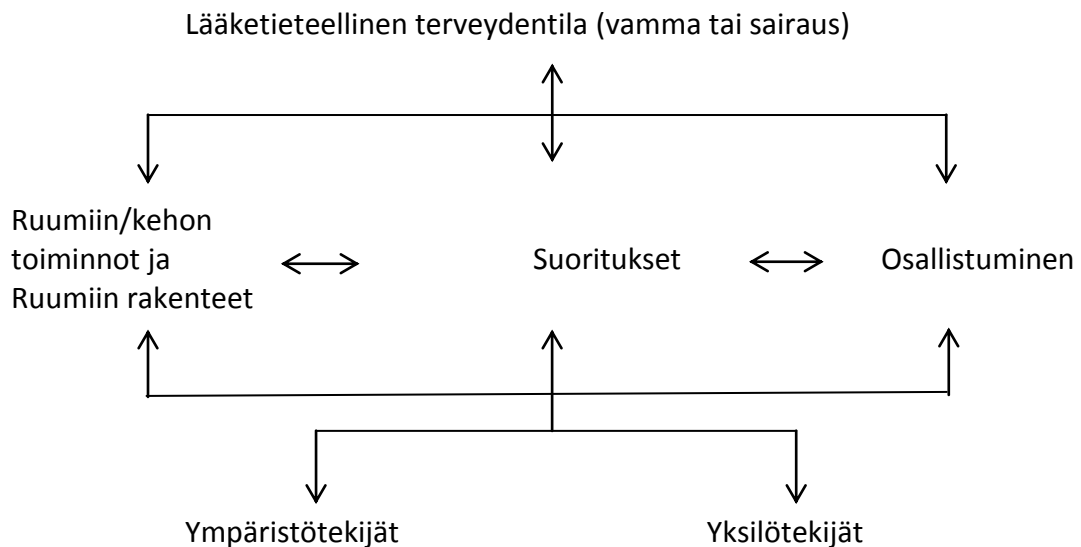 Lääketieteellinen terveydentila (vamma tai sairaus)
Ruumiin/kehon
toiminnot ja
Ruumiin rakenteet
Suoritukset
Osallistuminen
Ympäristötekijät
Yksilötekijät